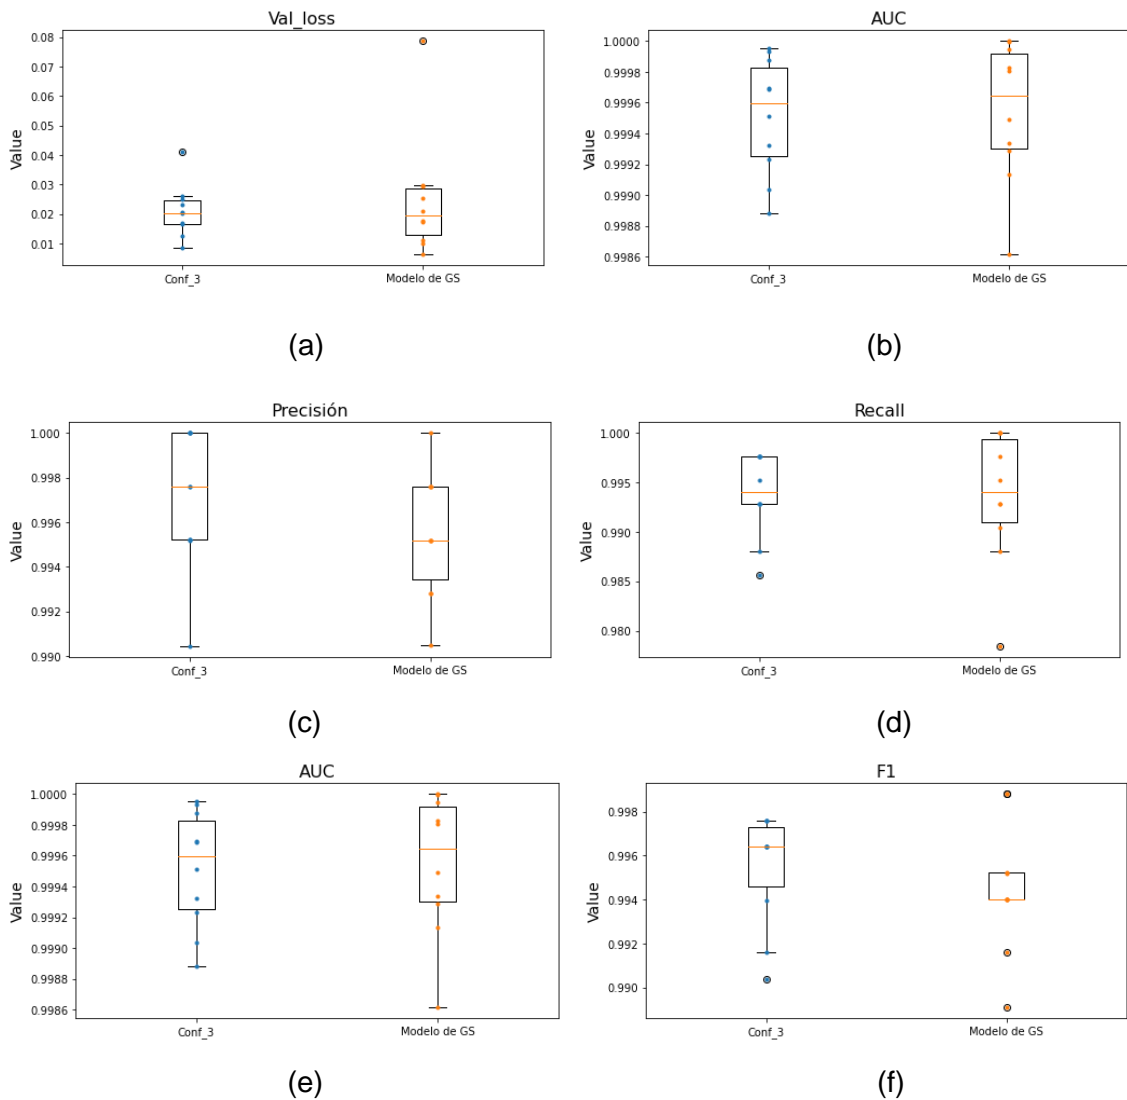 Val_loss
0.08
0.07
0.06
0.05
0.04
0.03
0.02
0.01
Value
Conf_3 Modelo de GS
(a)
AUC
1.0000
0.9998
0.9996
0.9994
0.9992
0.9990
0.9988
0.9986
Value
Conf_3 Modelo de GS
(b)
Precisión
1.000
0.998
0.996
0.994
0.992
0.990
Value
Conf_3 Modelo de GS
(c)
Recall
1.000
0.995
0.990
0.985
0.980
Value
Conf_3 Modelo de GS
(d)
AUC
1.0000
0.9998
0.9996
0.9994
0.9992
0.9990
0.9988
0.9986
Value
Conf_3 Modelo de GS
(e)
F1
0.998
0.996
0.994
0.992
0.990
Value
Conf_3 Modelo de GS
(f)